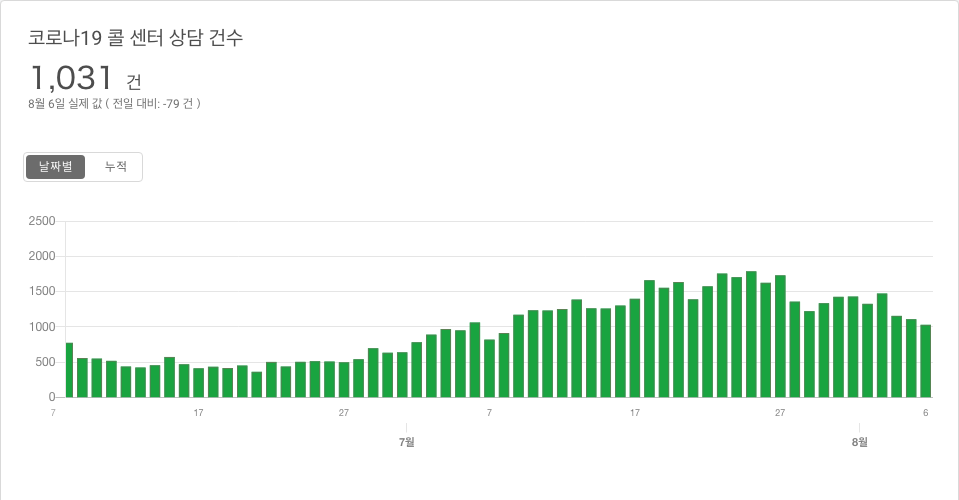 코로나19 콜 센터 상담 건수
1,031 건
8월 6일 실제 값 ( 전일 대비: -79 건 )
날짜별 누적
2500
2000
1500
1000
500
0
7 17 27 7 17 27 6
7월 8월